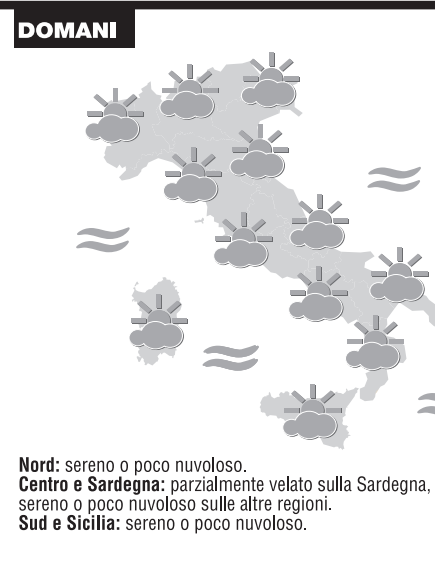 DOMANI
Nord: sereno o poco nuvoloso.
Centro e Sardegna: parzialmente velato sulla Sardegna,
sereno o poco nuvoloso sulle altre regioni.
Sud e Sicilia: sereno o poco nuvoloso.